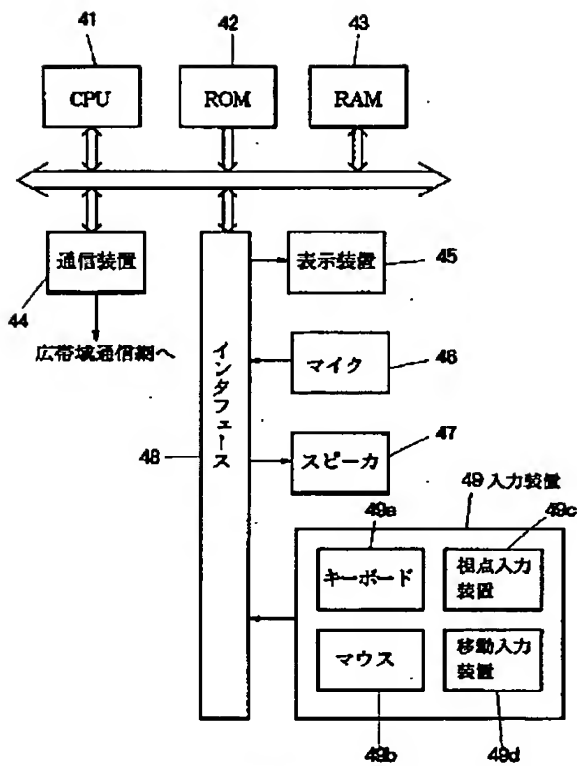 41
42
43
CPU
ROM
RAM
通信装置
44
広帯域通信網へ
インタフェース
48
表示装置
45
マイク
46
スピーカ
47
49 入力装置
49a
49c
キーボード
視点入力
装置
マウス
移動入力
装置
49b
49d